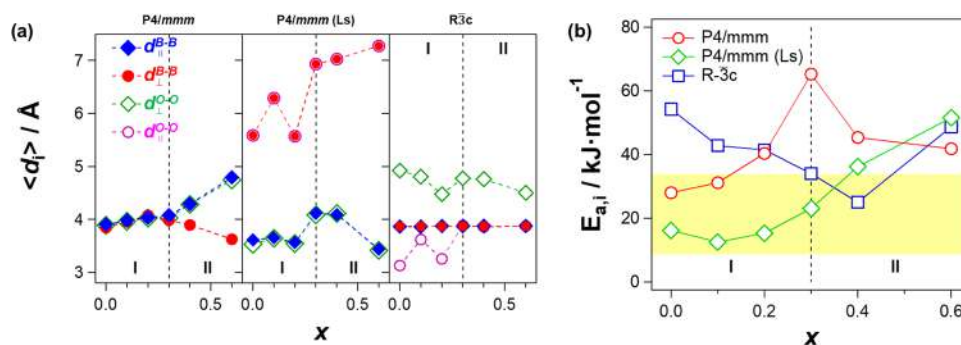 (a)
P4/mmm
P4/mmm (Ls)
R3̅c
d∥^B-B
d⊥^B-B
d⊥^O-O
d∥^O-O
<dᵢ> / Å
7
6
5
4
3
I
II
I
II
I
II
0.0
0.5
0.0
0.5
0.0
0.5
x
(b)
P4/mmm
P4/mmm (Ls)
R-3̅c
Eₐ,ᵢ / kJ·mol⁻¹
80
60
40
20
0
I
II
0.0
0.2
0.4
0.6
x